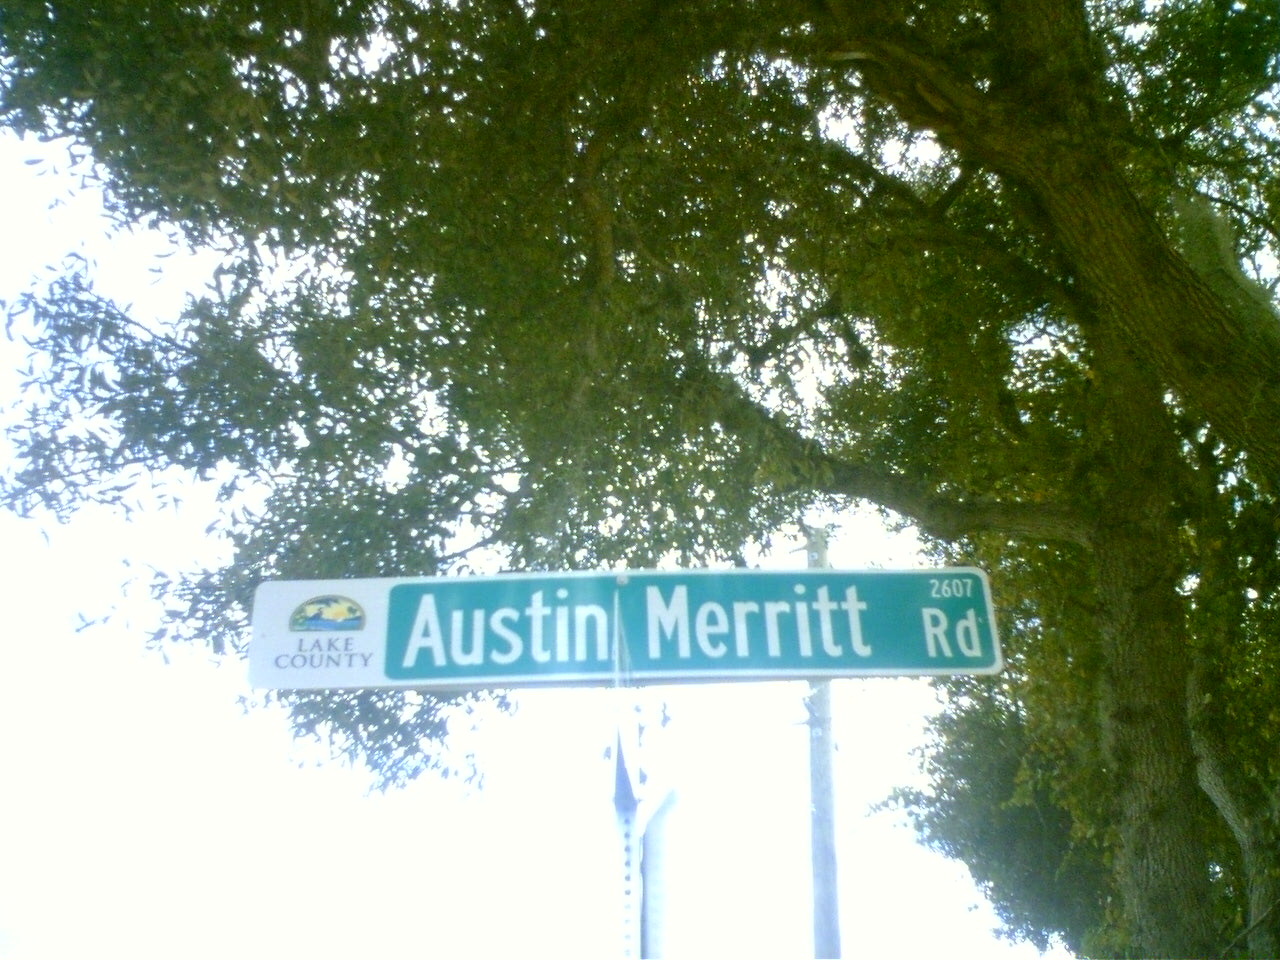 LAKE
COUNTY
Austin Merritt Rd
2607